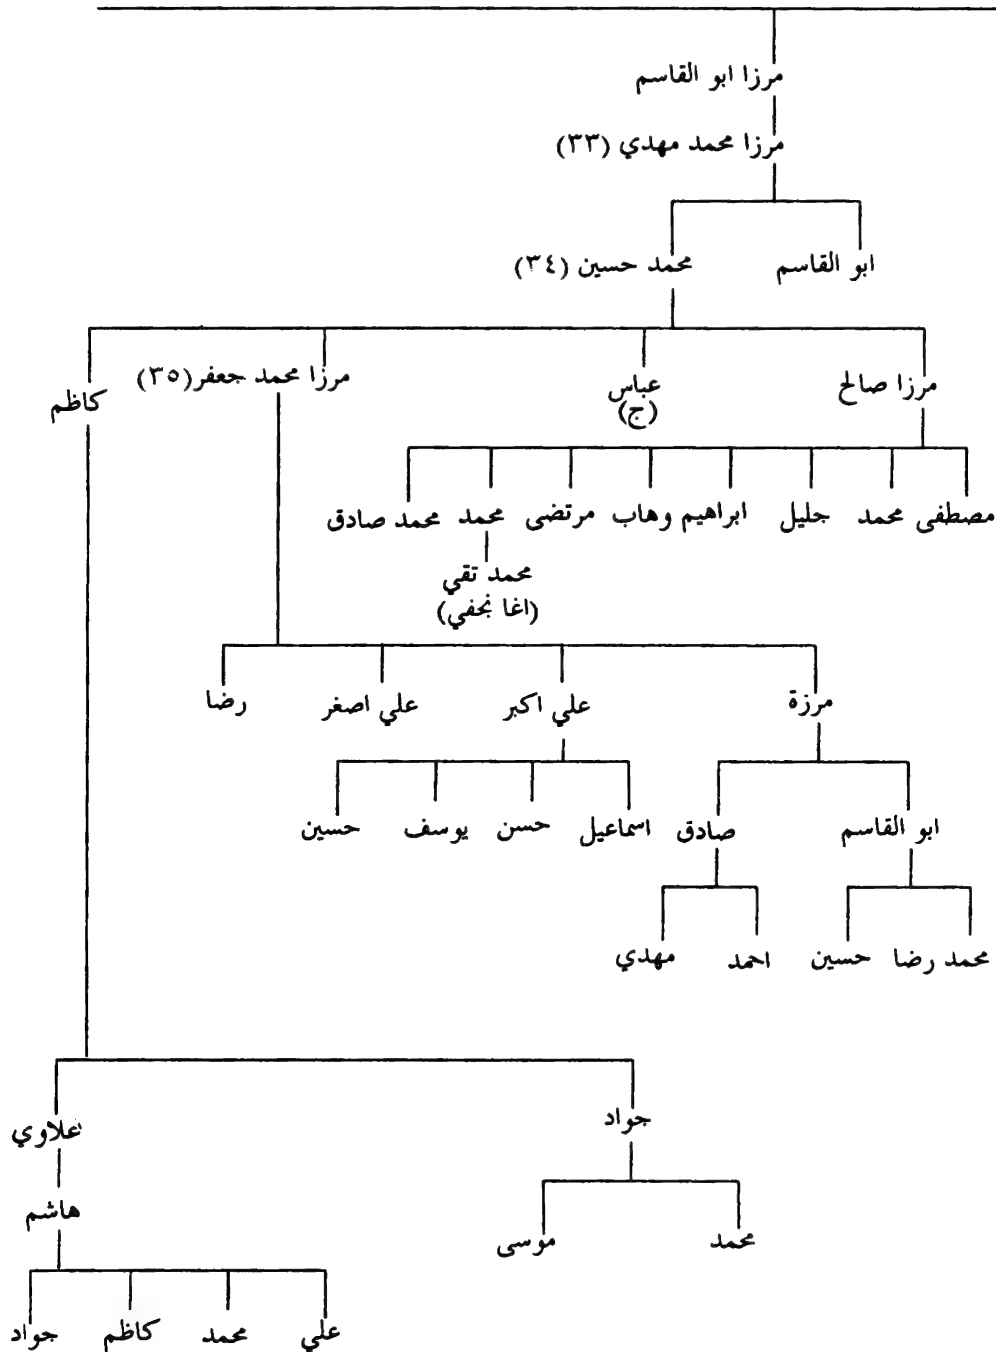 مرزا ابو القاسم
مرزا محمد مهدي (٣٣)
ابو القاسم
محمد حسين (٣٤)
مرزا صالح
عباس
(ج)
مرزا محمد جعفر (٣٥)
كاظم
مصطفى محمد جليل ابراهيم وهاب مرتضى محمد محمد صادق
محمد تقي
(اغا نجفي)
مرزة علي اكبر علي اصغر رضا
ابو القاسم صادق اسماعيل حسن يوسف حسين
محمد رضا حسين احمد مهدي
جواد علاوي
هاشم
محمد موسى
علي محمد كاظم جواد